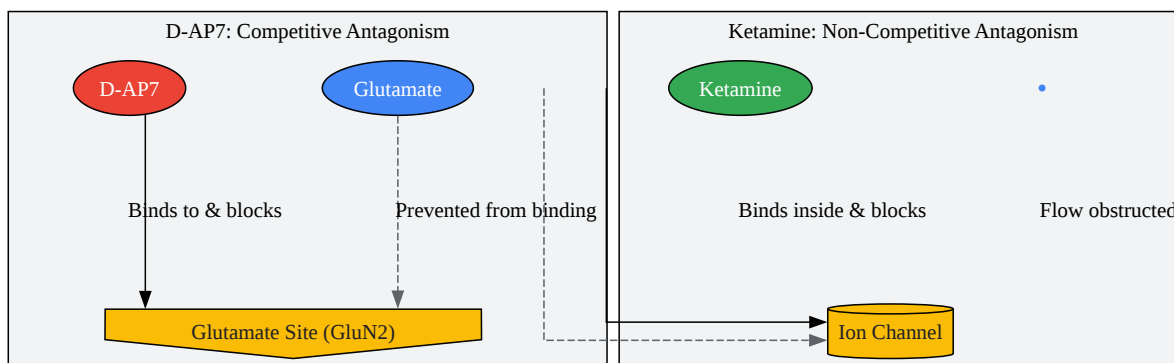 D-AP7: Competitive Antagonism
D-AP7
Glutamate
Binds to & blocks
Prevented from binding
Glutamate Site (GluN2)
Ketamine: Non-Competitive Antagonism
Ketamine
Binds inside & blocks
Flow obstructed
Ion Channel